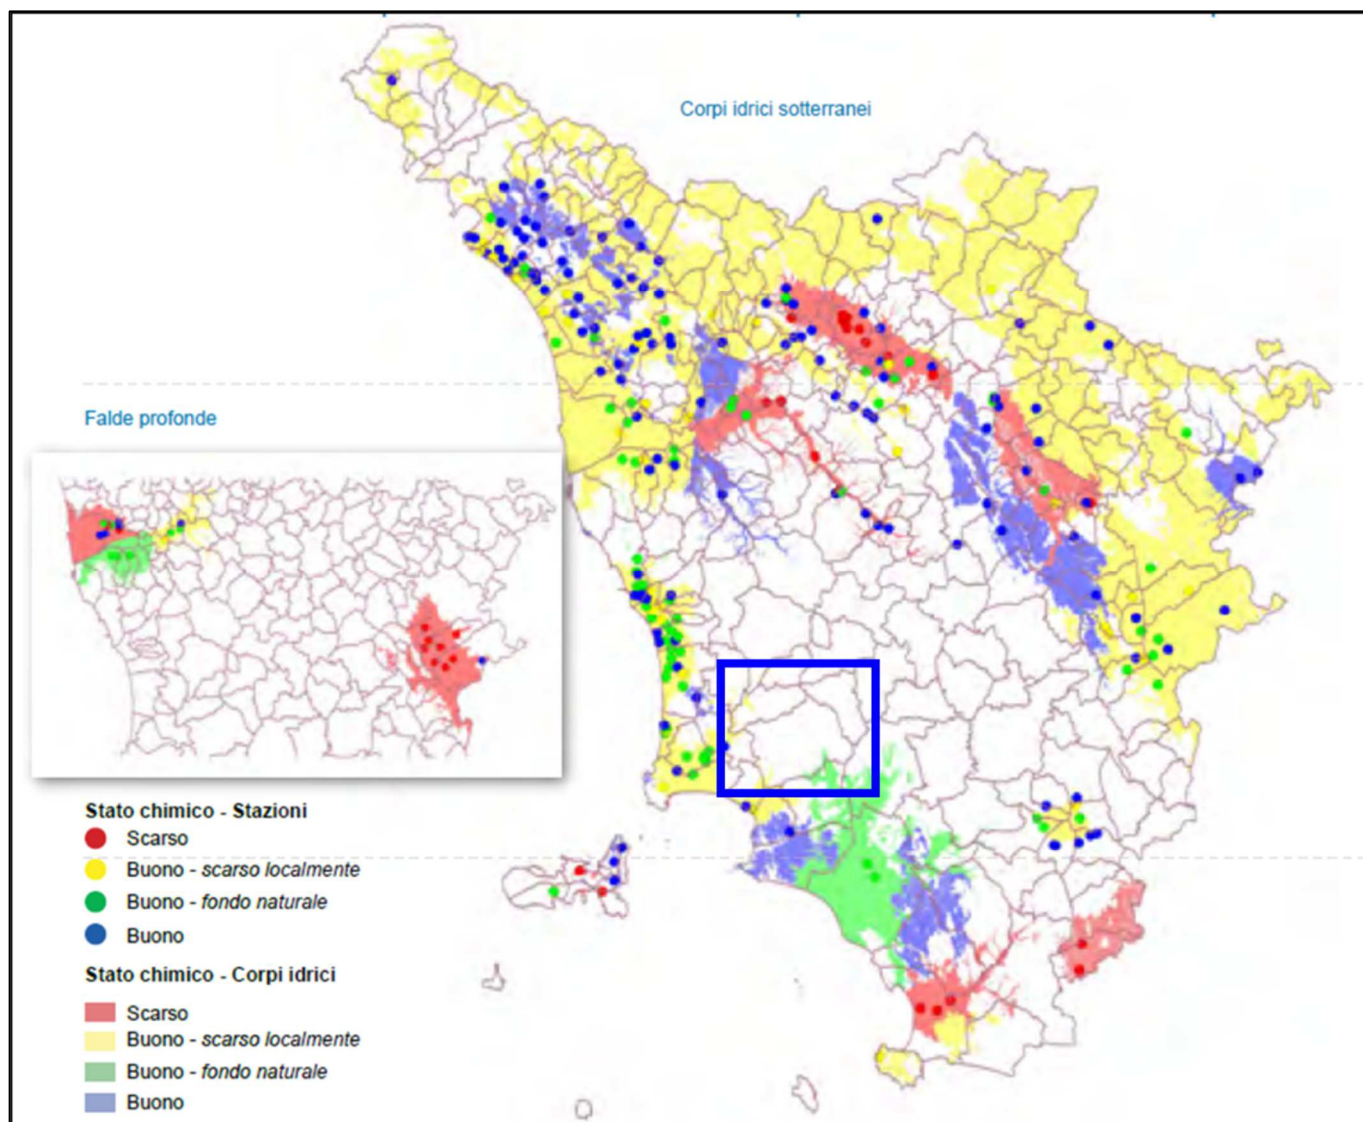 Corpi idrici sotterranei
Falde profonde
Stato chimico - Stazioni
Scarso
Buono - scarso localmente
Buono - fondo naturale
Buono
Stato chimico - Corpi idrici
Scarso
Buono - scarso localmente
Buono - fondo naturale
Buono